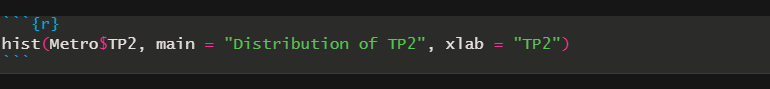 ```{r}
hist(Metro$TP2, main = "Distribution of TP2", xlab = "TP2")
```